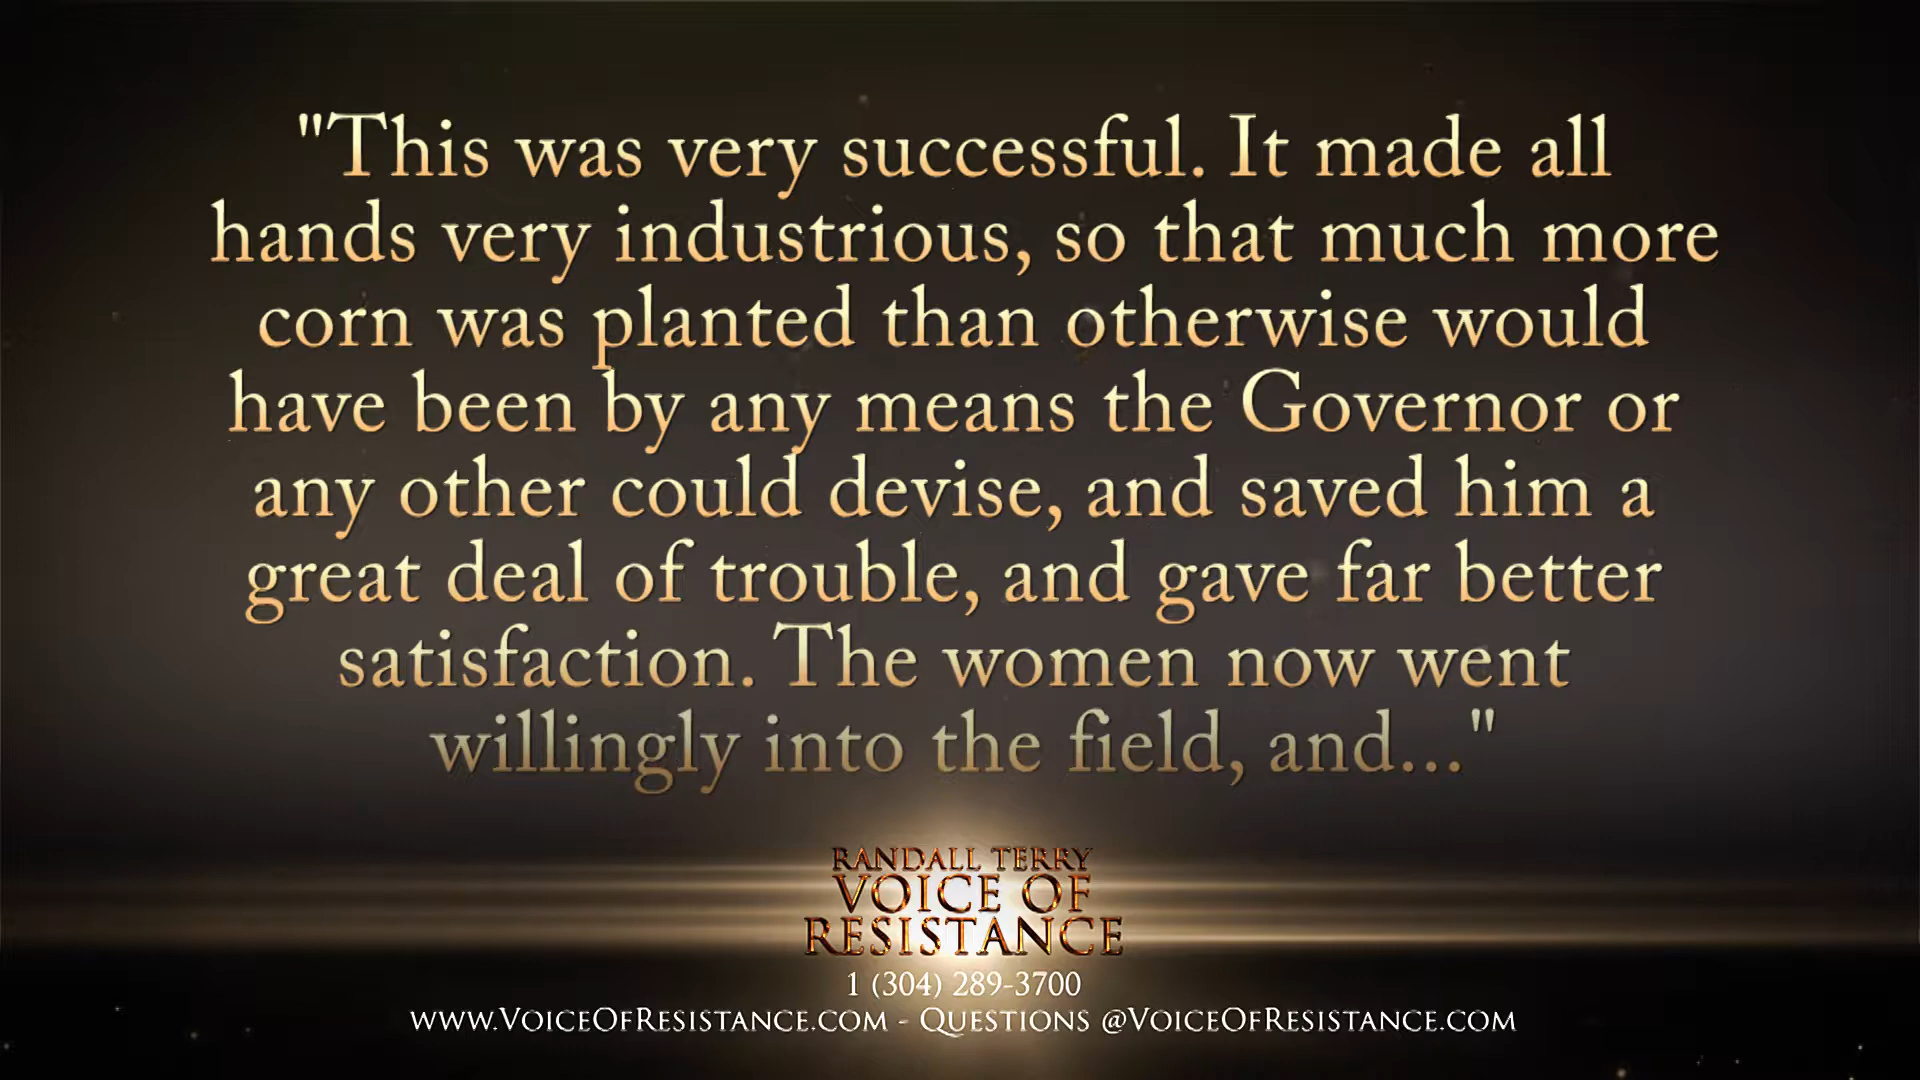 "This was very successful. It made all
hands very industrious, so that much more
corn was planted than otherwise would
have been by any means the Governor or
any other could devise, and saved him a
great deal of trouble, and gave far better
satisfaction. The women now went
willingly into the field, and..."
RANDALL TERRY
VOICE OF
RESISTANCE
1 (304) 289-3700
WWW.VOICEOFRESISTANCE.COM - QUESTIONS @VOICEOFRESISTANCE.COM